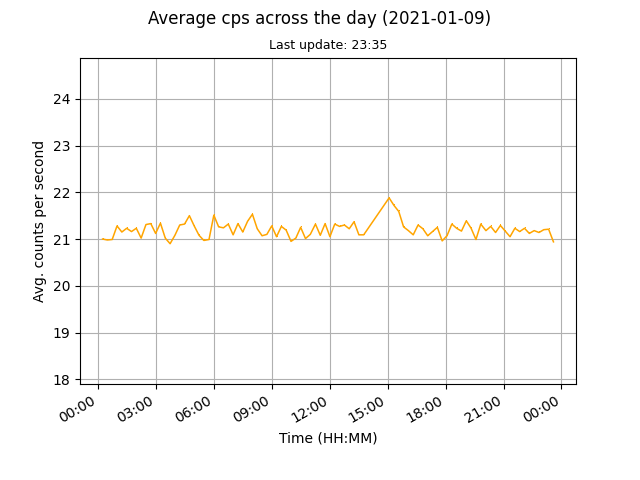 Average cps across the day (2021-01-09)
Last update: 23:35
24
23
22
21
20
19
18
Avg. counts per second
00:00 03:00 06:00 09:00 12:00 15:00 18:00 21:00 00:00
Time (HH:MM)